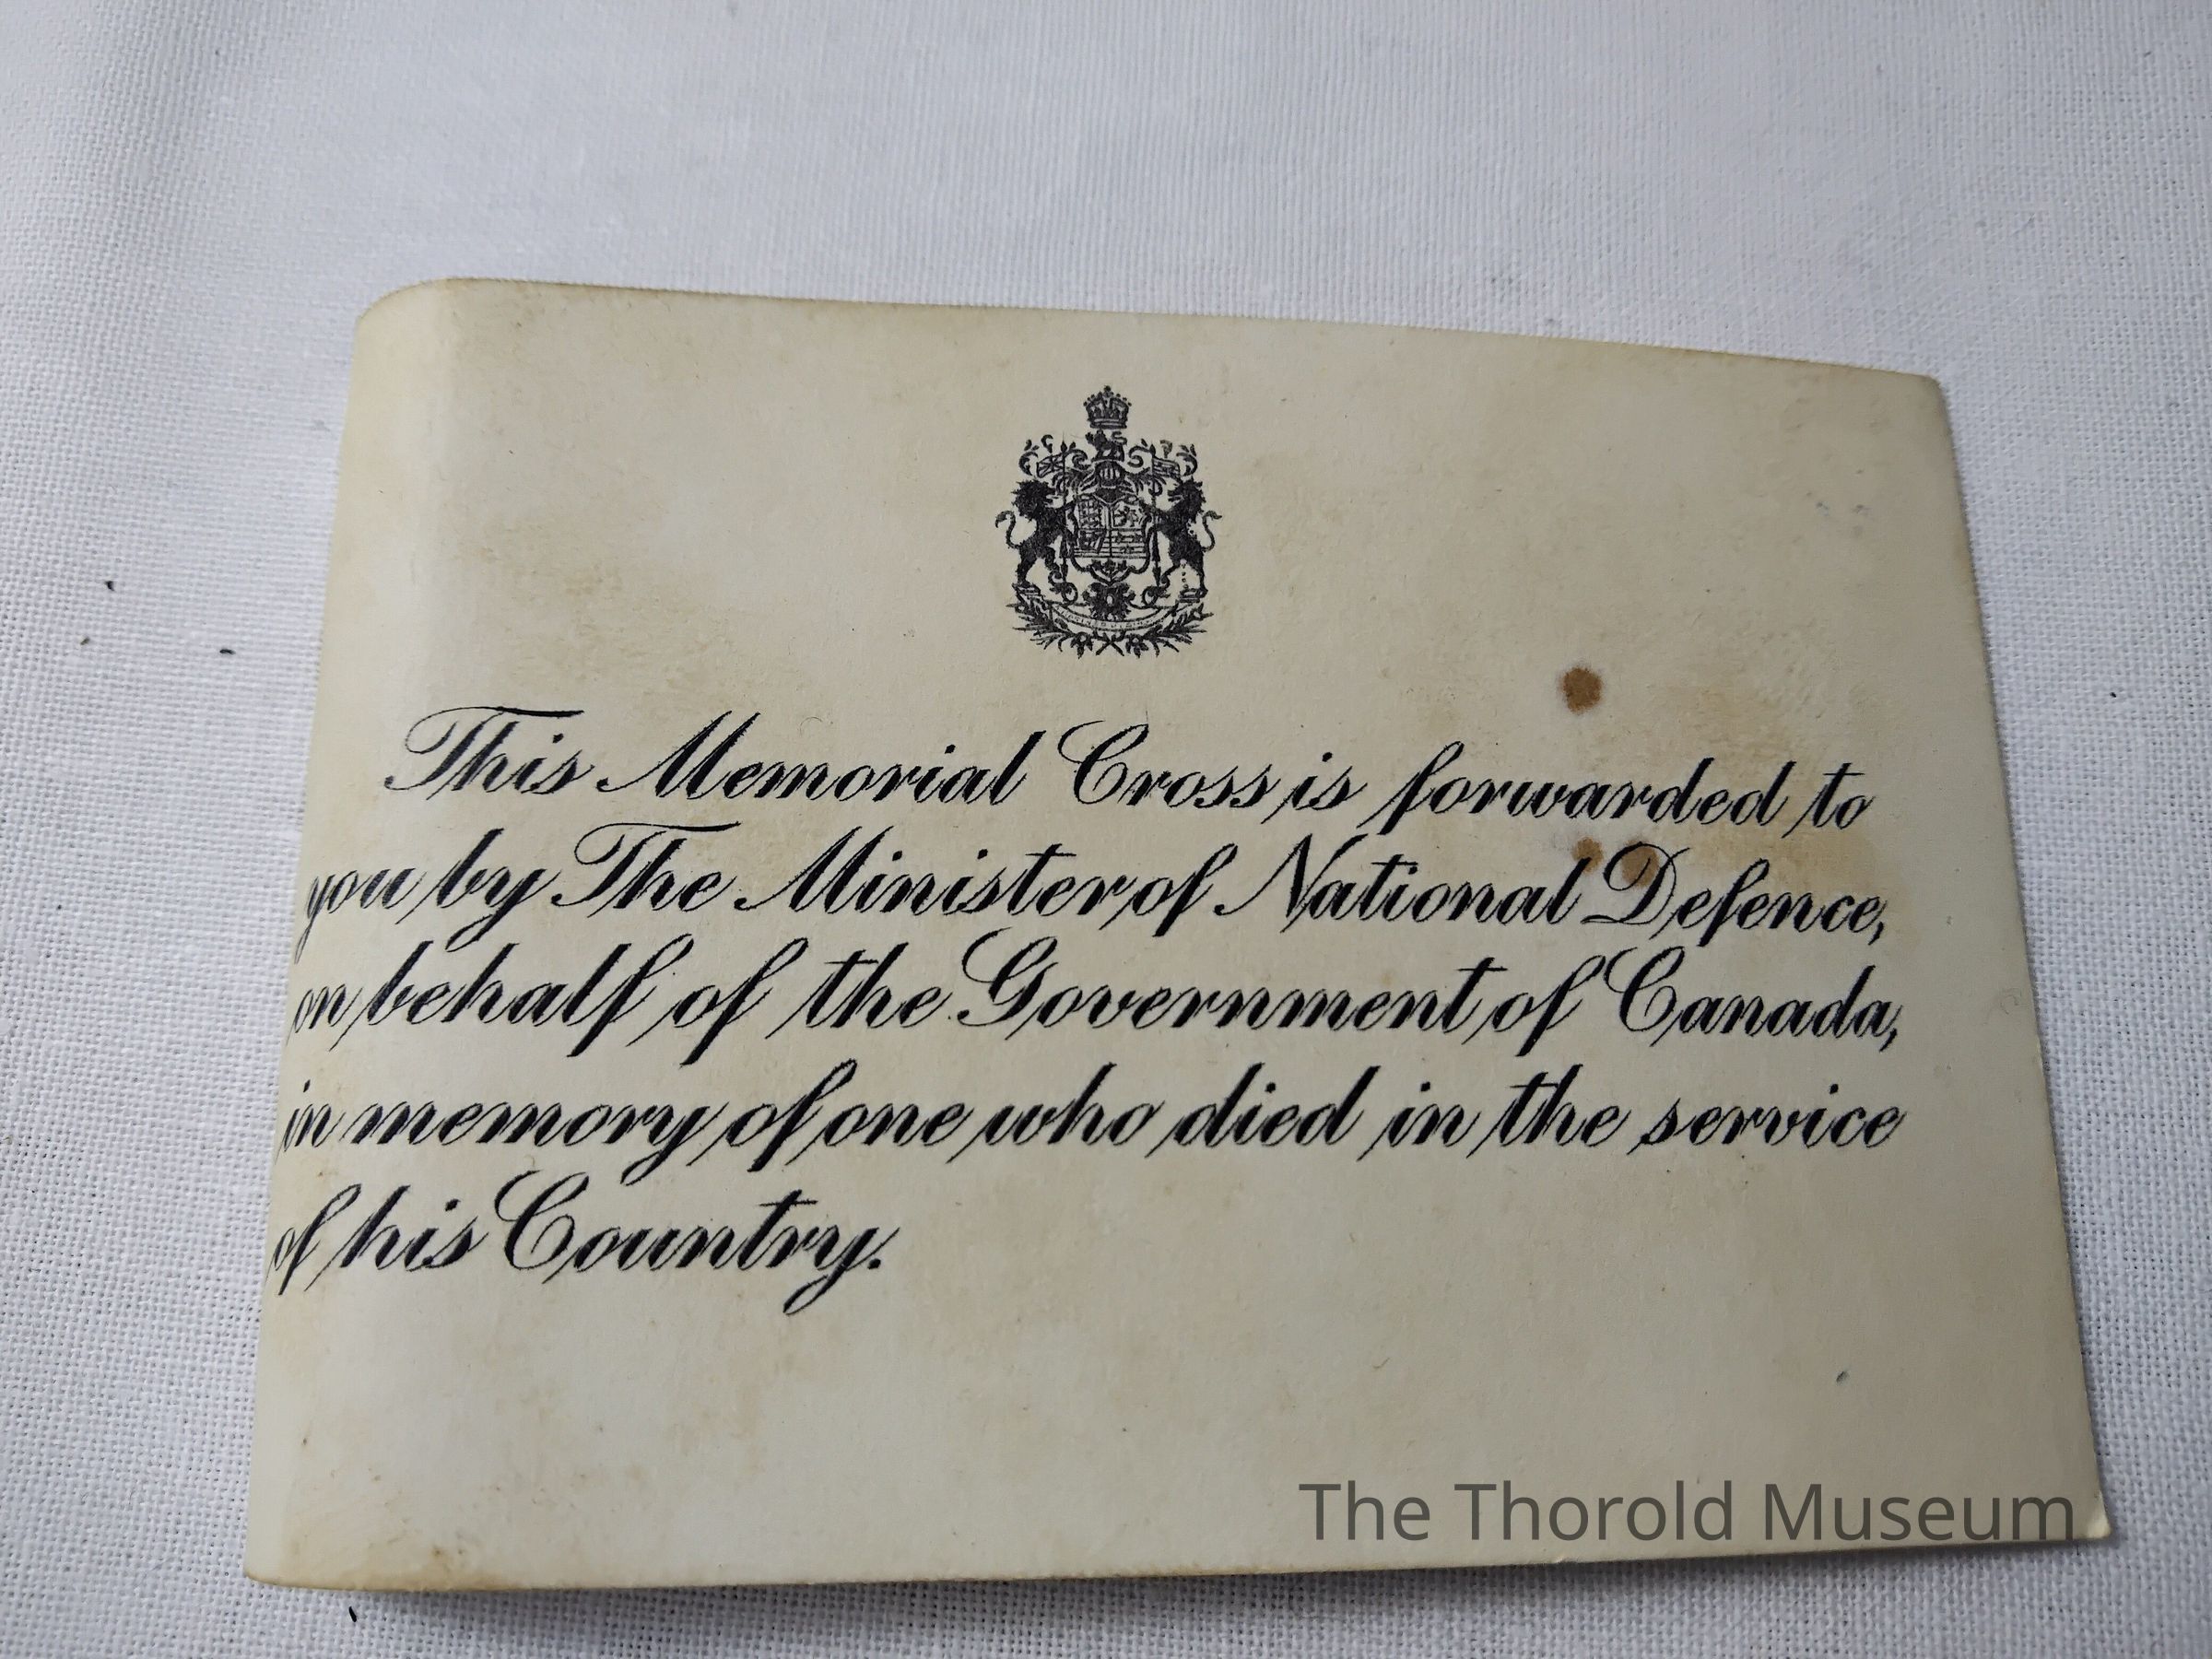 This Memorial Cross is forwarded to
you by The Minister of National Defence,
on behalf of the Government of Canada,
in memory of one who died in the service
of his Country.
The Thorold Museum